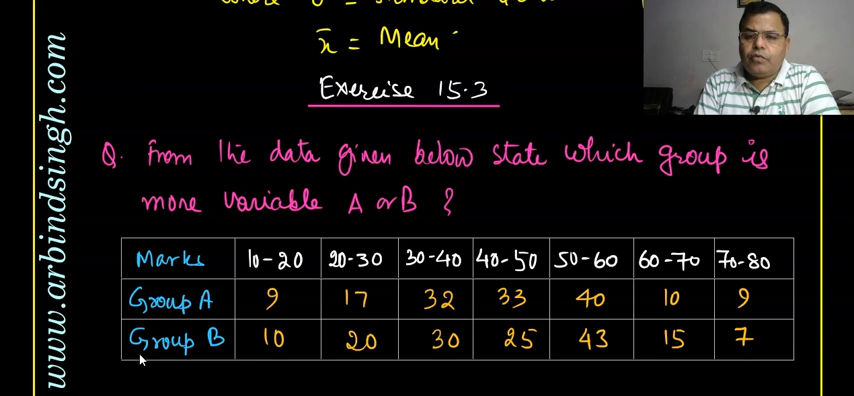 x̄ = Mean
Exercise 15.3
Q. From the data given below state which group is
more variable A or B ?
Marks 10-20 20-30 30-40 40-50 50-60 60-70 70-80
Group A 9 17 32 33 40 10 9
Group B 10 20 30 25 43 15 7
www.arbindsingh.com